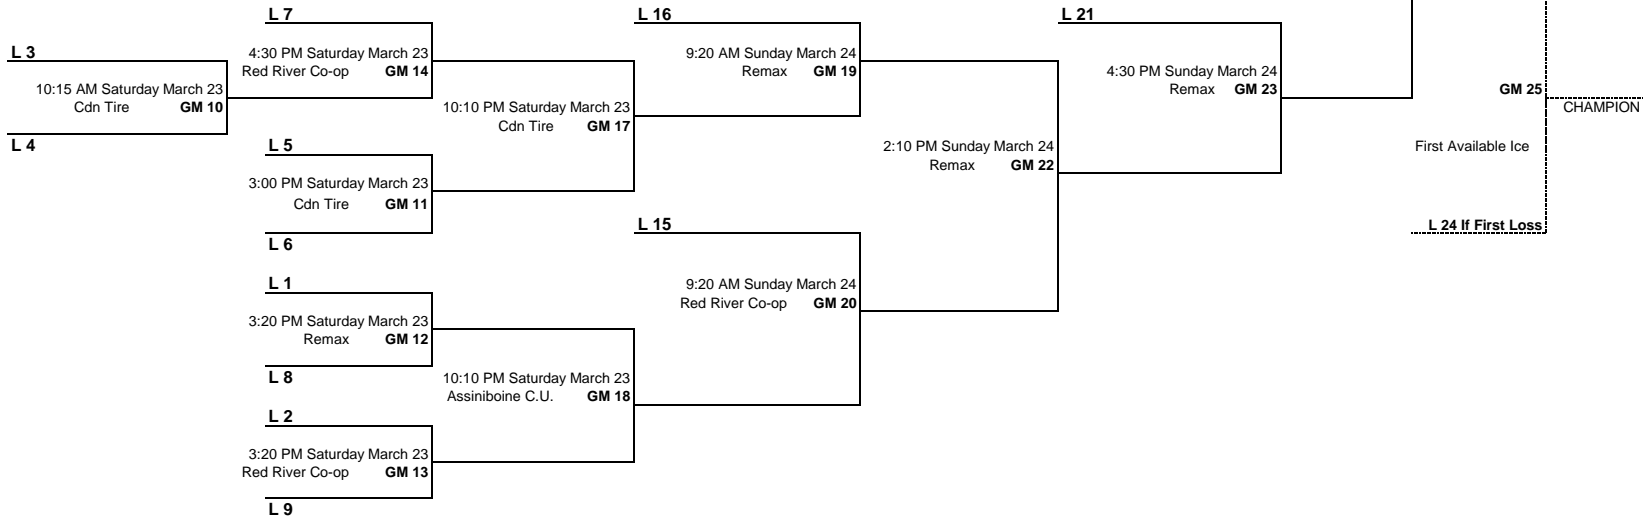 L 7
L 16
L 21
L 3
4:30 PM Saturday March 23
Red River Co-op GM 14
9:20 AM Sunday March 24
Remax GM 19
4:30 PM Sunday March 24
Remax GM 23
10:15 AM Saturday March 23
Cdn Tire GM 10
GM 25
CHAMPION
10:10 PM Saturday March 23
Cdn Tire GM 17
L 4
L 5
2:10 PM Sunday March 24
Remax GM 22
First Available Ice
3:00 PM Saturday March 23
Cdn Tire GM 11
L 6
L 15
L 24 If First Loss
L 1
9:20 AM Sunday March 24
Red River Co-op GM 20
3:20 PM Saturday March 23
Remax GM 12
L 8
10:10 PM Saturday March 23
Assiniboine C.U. GM 18
L 2
3:20 PM Saturday March 23
Red River Co-op GM 13
L 9